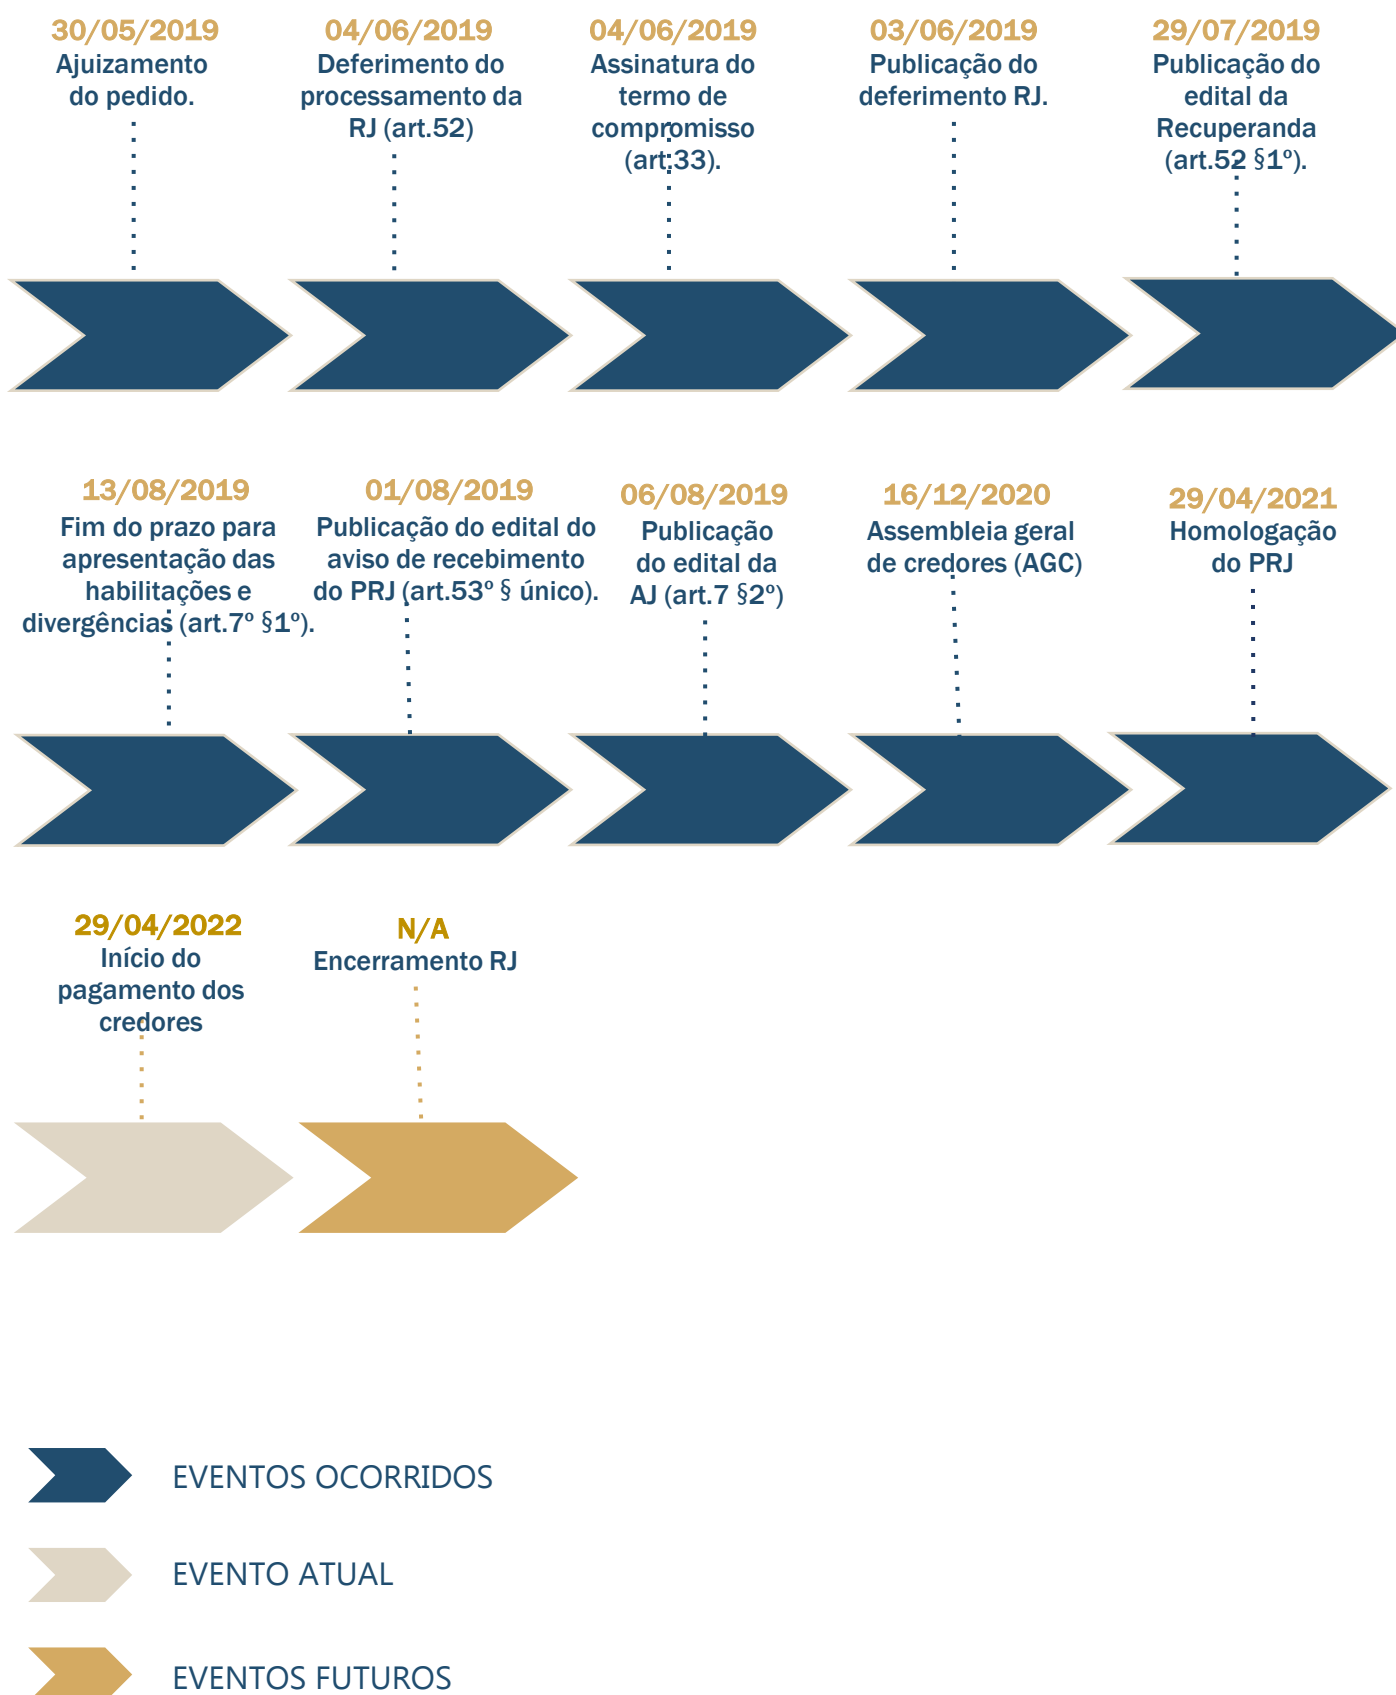 30/05/2019
Ajuizamento
do pedido.
04/06/2019
Deferimento do
processamento da
RJ (art.52)
04/06/2019
Assinatura do
termo de
compromisso
(art.33).
03/06/2019
Publicação do
deferimento RJ.
29/07/2019
Publicação do
edital da
Recuperanda
(art.52 §1º).
13/08/2019
Fim do prazo para
apresentação das
habilitações e
divergências (art.7º §1º).
01/08/2019
Publicação do edital do
aviso de recebimento
do PRJ (art.53º § único).
06/08/2019
Publicação
do edital da
AJ (art.7 §2º)
16/12/2020
Assembleia geral
de credores (AGC)
29/04/2021
Homologação
do PRJ
29/04/2022
Início do
pagamento dos
credores
N/A
Encerramento RJ
EVENTOS OCORRIDOS
EVENTO ATUAL
EVENTOS FUTUROS